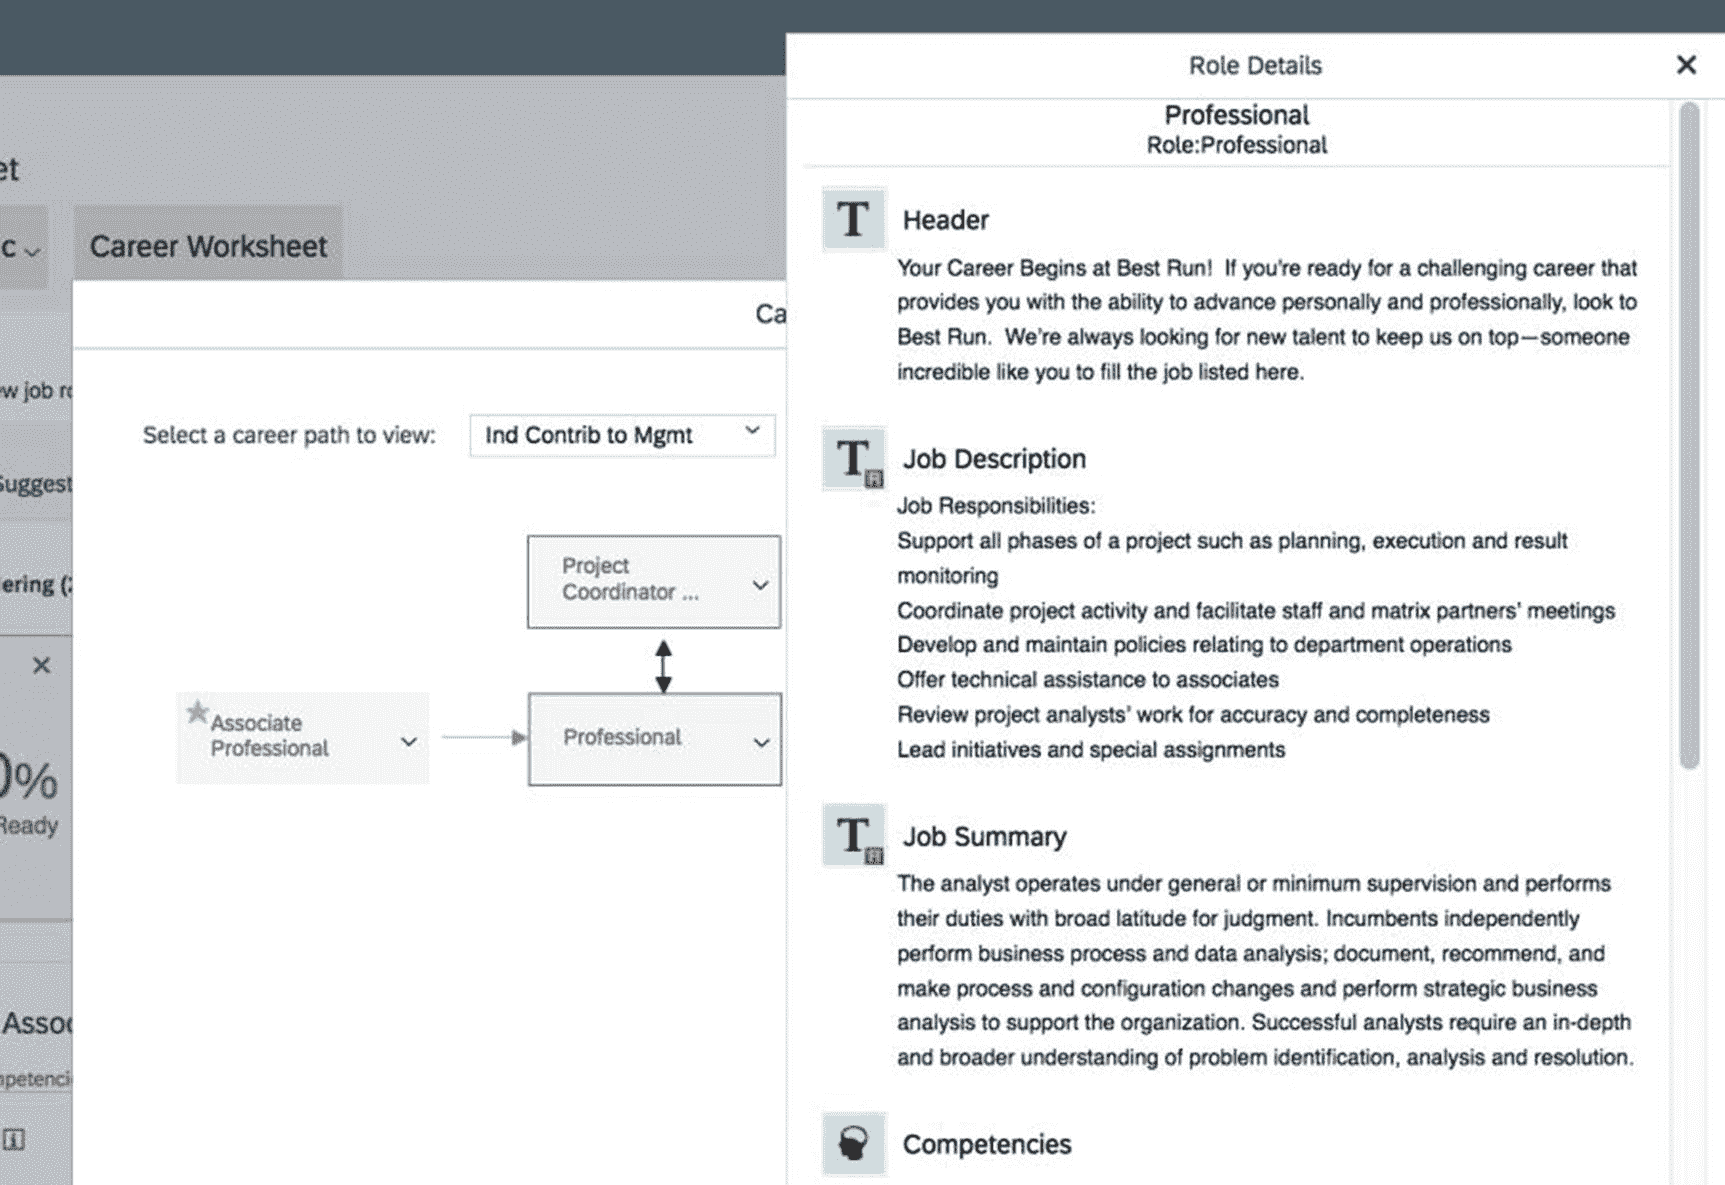 et
c
Career Worksheet
Ca
Select a career path to view:
Ind Contrib to Mgmt
w job
Suggest
ering (
Project
Coordinator ...
Associate
Professional
Professional
0%
Ready
Assoc
mpetenci
Role Details
Professional
Role:Professional
T
Header
Your Career Begins at Best Run!  If you're ready for a challenging career that
provides you with the ability to advance personally and professionally, look to
Best Run.  We're always looking for new talent to keep us on top—someone
incredible like you to fill the job listed here.
T
Job Description
Job Responsibilities:
Support all phases of a project such as planning, execution and result
monitoring
Coordinate project activity and facilitate staff and matrix partners' meetings
Develop and maintain policies relating to department operations
Offer technical assistance to associates
Review project analysts' work for accuracy and completeness
Lead initiatives and special assignments
T
Job Summary
The analyst operates under general or minimum supervision and performs
their duties with broad latitude for judgment. Incumbents independently
perform business process and data analysis; document, recommend, and
make process and configuration changes and perform strategic business
analysis to support the organization. Successful analysts require an in-depth
and broader understanding of problem identification, analysis and resolution.
Competencies